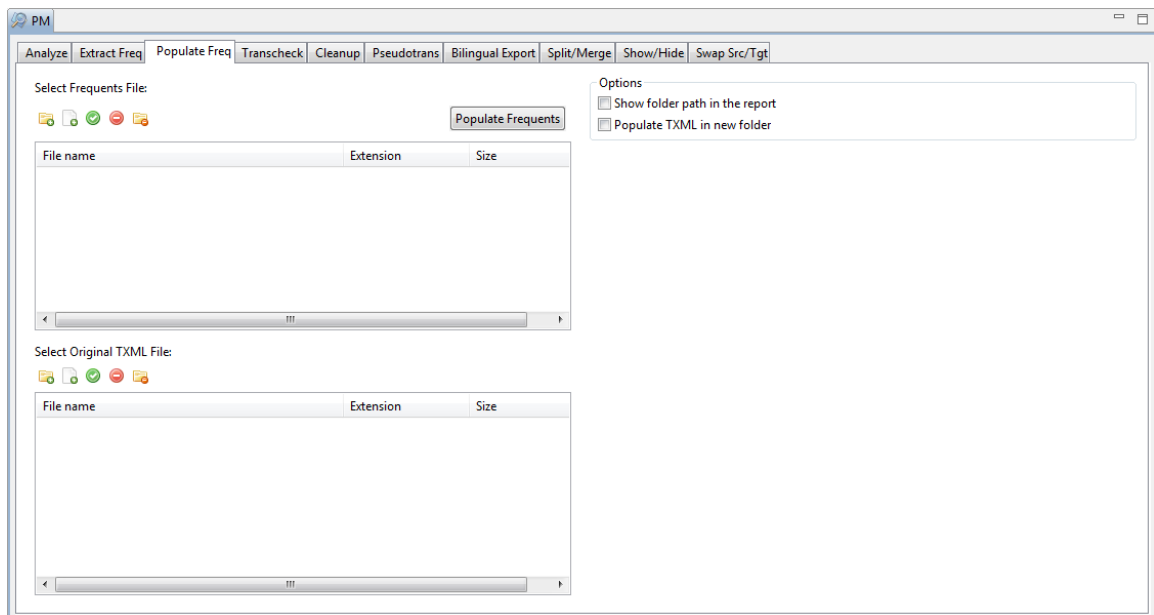 PM
Analyze Extract Freq Populate Freq Transcheck Cleanup Pseudotrans Bilingual Export Split/Merge Show/Hide Swap Src/Tgt
Select Frequents File:
Populate Frequents
File name Extension Size
Select Original TXML File:
File name Extension Size
Options
Show folder path in the report
Populate TXML in new folder